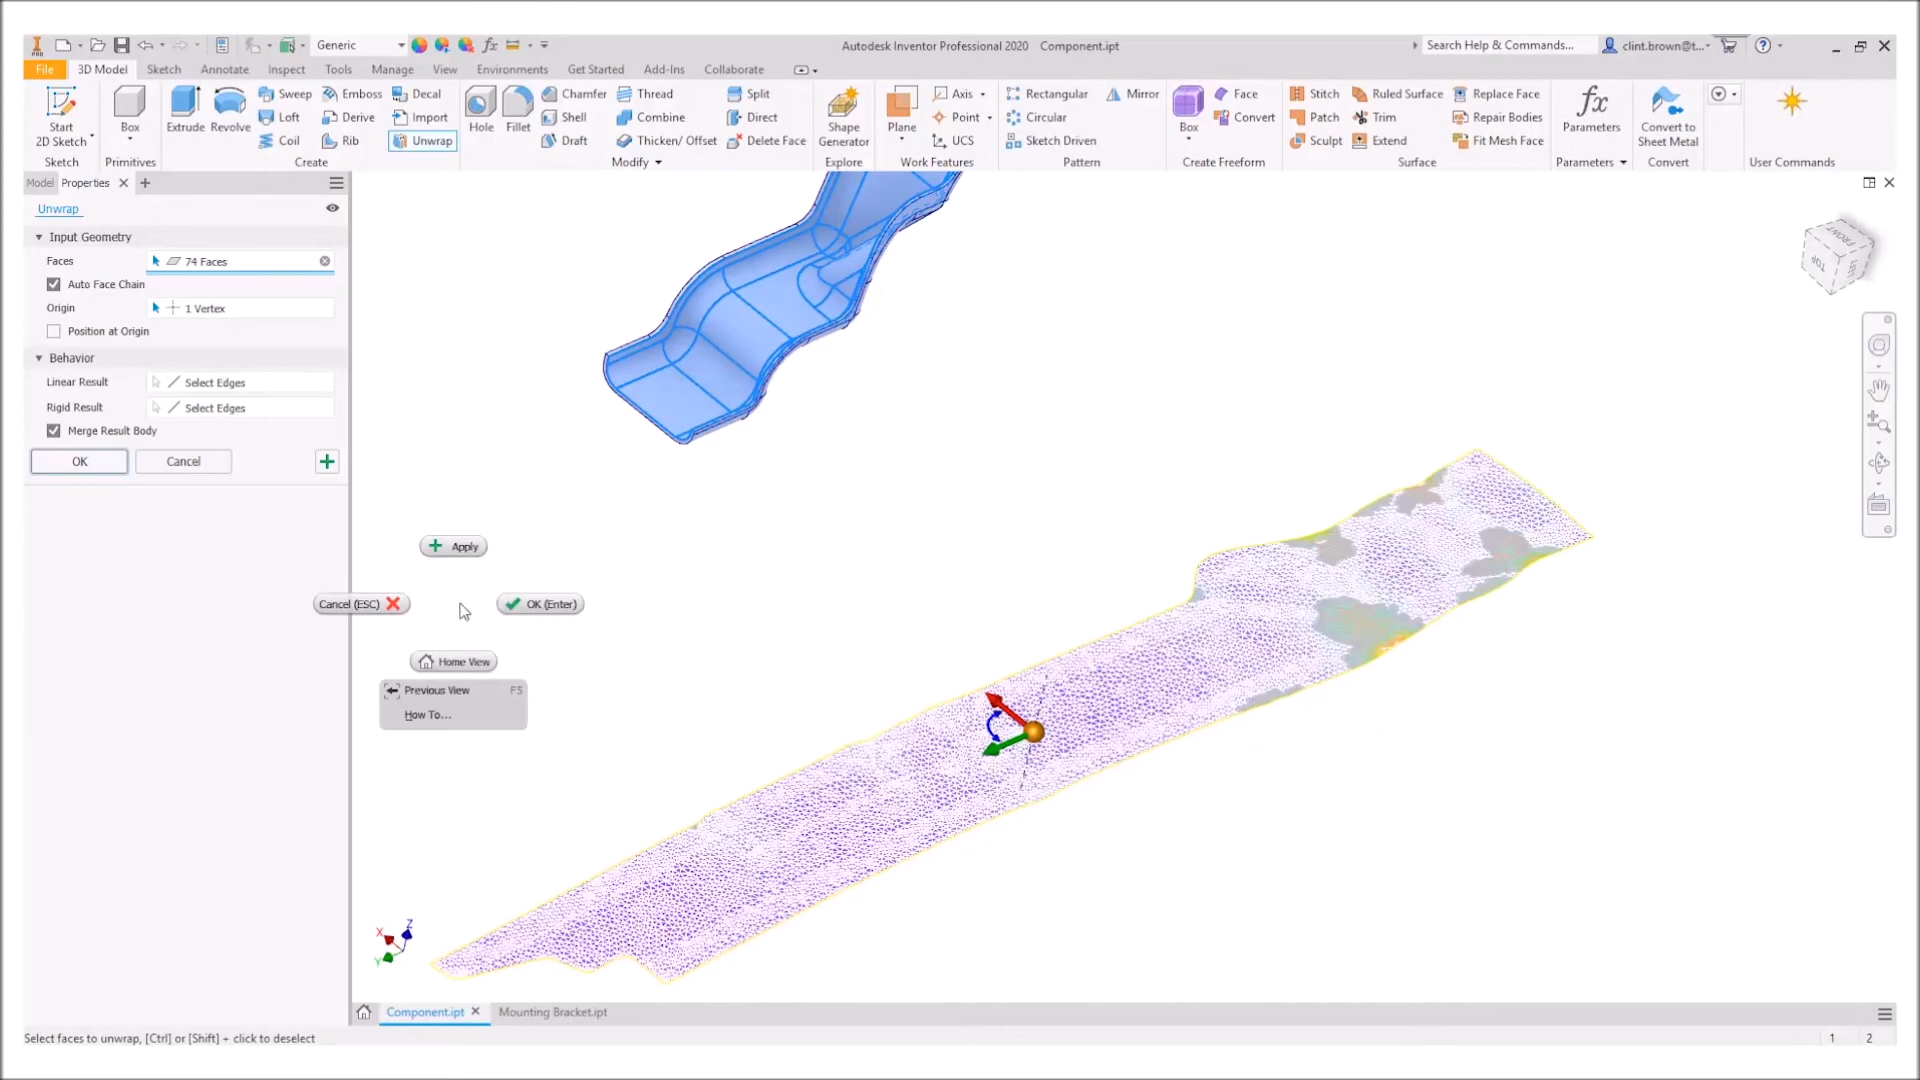 Generic
Autodesk Inventor Professional 2020 Component.ipt
Search Help & Commands...
clint.brown@t...
File 3D Model Sketch Annotate Inspect Tools Manage View Environments Get Started Add-Ins Collaborate
Start 2D Sketch
Sketch
Box
Primitives
Extrude Revolve
Sweep Emboss Decal
Loft Derive Import
Coil Rib Unwrap
Create
Hole Fillet
Chamfer Thread Split
Shell Combine Direct
Draft Thicken/ Offset Delete Face
Modify
Shape Generator
Explore
Plane
Axis
Point
UCS
Work Features
Rectangular Mirror
Circular
Sketch Driven
Pattern
Box
Face
Convert
Create Freeform
Stitch Ruled Surface Replace Face
Patch Trim Repair Bodies
Sculpt Extend Fit Mesh Face
Surface
fx
Parameters
Parameters
Convert to Sheet Metal
Convert
User Commands
Model Properties
Unwrap
Input Geometry
Faces 74 Faces
Auto Face Chain
Origin 1 Vertex
Position at Origin
Behavior
Linear Result Select Edges
Rigid Result Select Edges
Merge Result Body
OK Cancel
FRONT
TOP
Apply
Cancel (ESC)
OK (Enter)
Home View
Previous View F5
How To...
X Z
Y
Component.ipt Mounting Bracket.ipt
Select faces to unwrap, [Ctrl] or [Shift] + click to deselect
1 2